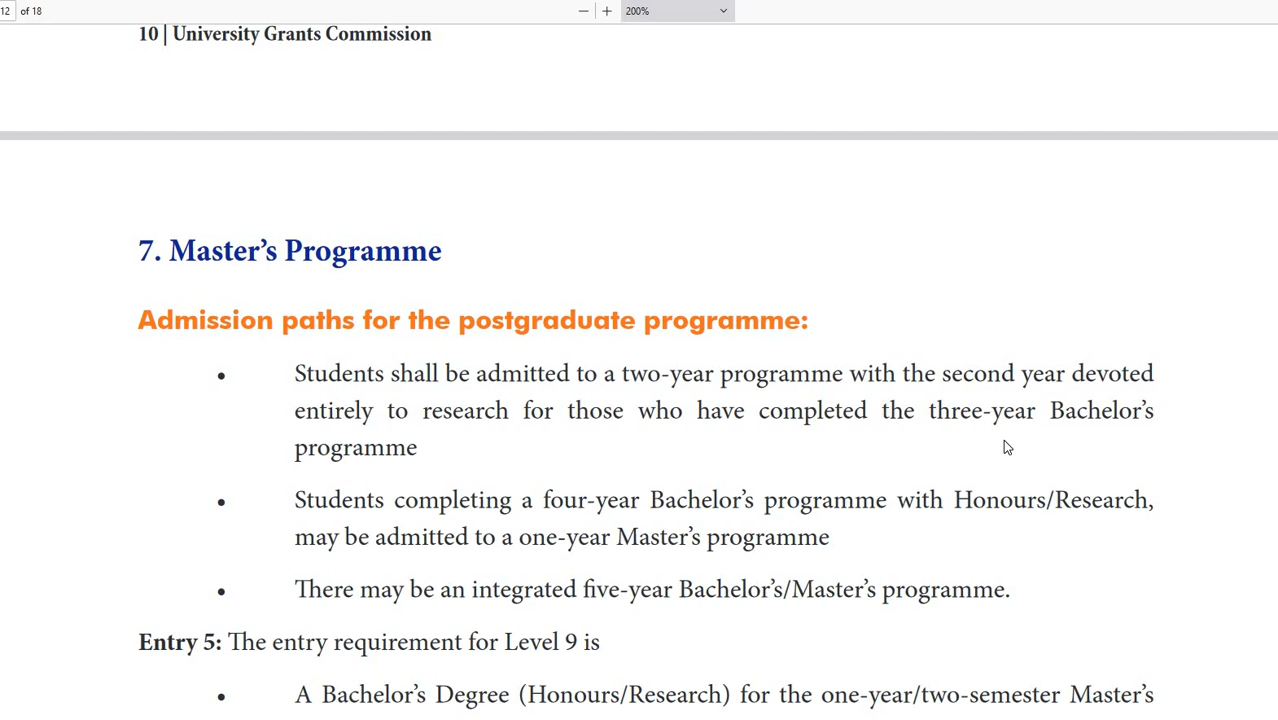 12 of 18 200%
10 | University Grants Commission
7. Master's Programme
Admission paths for the postgraduate programme:
• Students shall be admitted to a two-year programme with the second year devoted
entirely to research for those who have completed the three-year Bachelor's
programme
• Students completing a four-year Bachelor's programme with Honours/Research,
may be admitted to a one-year Master's programme
• There may be an integrated five-year Bachelor's/Master's programme.
Entry 5: The entry requirement for Level 9 is
• A Bachelor's Degree (Honours/Research) for the one-year/two-semester Master's